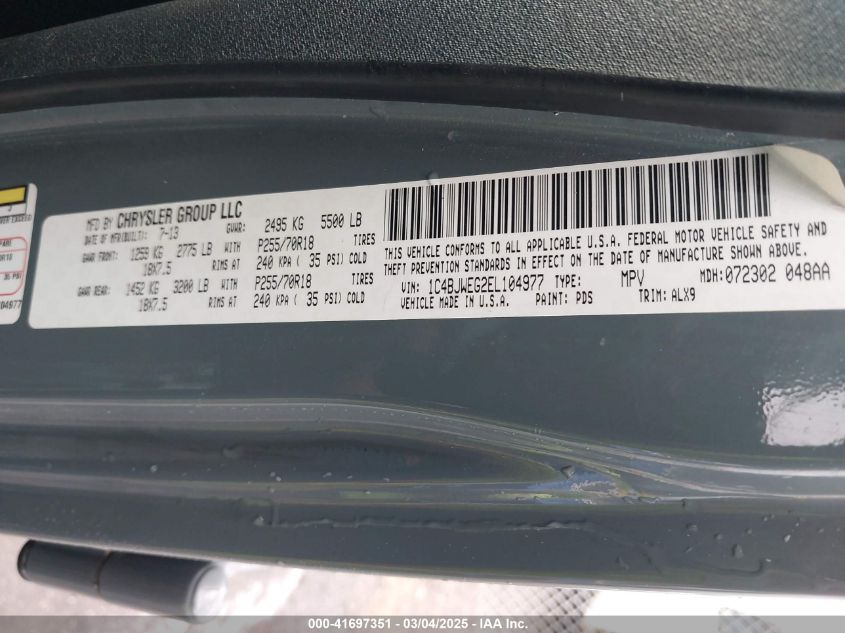 MFD BY CHRYSLER GROUP LLC
DATE OF MFR(BUILT): 7-13 GVWR: 2495 KG 5500 LB
GAWR FRONT: 1259 KG 2775 LB WITH P255/70R18 TIRES
18X7.5 RIMS AT 240 KPA ( 35 PSI) COLD
GAWR REAR: 1452 KG 3200 LB WITH P255/70R18 TIRES
18X7.5 RIMS AT 240 KPA ( 35 PSI) COLD
THIS VEHICLE CONFORMS TO ALL APPLICABLE U.S.A. FEDERAL MOTOR VEHICLE SAFETY AND
THEFT PREVENTION STANDARDS IN EFFECT ON THE DATE OF MANUFACTURE SHOWN ABOVE.
VIN: 1C4BJWEG2EL104977 TYPE: MPV MDH:072302 048AA
VEHICLE MADE IN U.S.A. PAINT: PDS TRIM: ALX9
35 PSI
104977
000-41697351 — 03/04/2025 — IAA Inc.